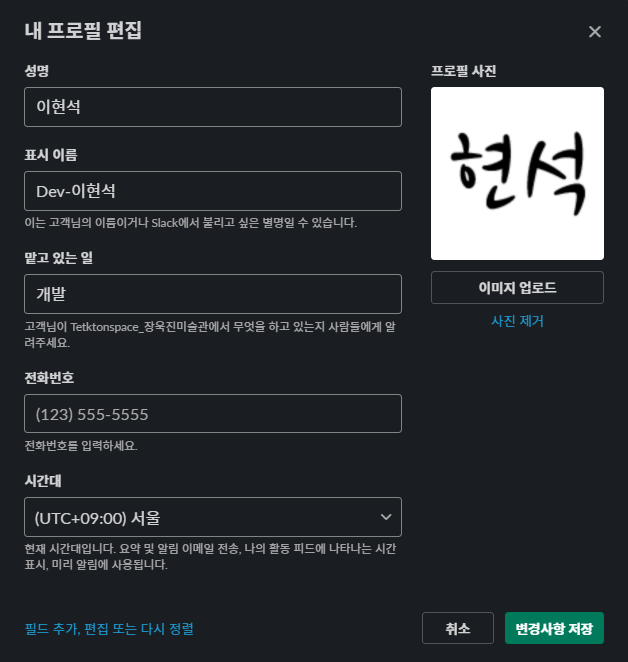 내 프로필 편집
성명
이현석
표시 이름
Dev-이현석
이는 고객님의 이름이거나 Slack에서 불리고 싶은 별명일 수 있습니다.
맡고 있는 일
개발
고객님이 Tetktonspace_장욱진미술관에서 무엇을 하고 있는지 사람들에게 알
려주세요.
전화번호
(123) 555-5555
전화번호를 입력하세요.
시간대
(UTC+09:00) 서울
현재 시간대입니다. 요약 및 알림 이메일 전송, 나의 활동 피드에 나타나는 시간
표시, 미리 알림에 사용됩니다.
프로필 사진
현석
이미지 업로드
사진 제거
필드 추가, 편집 또는 다시 정렬
취소
변경사항 저장